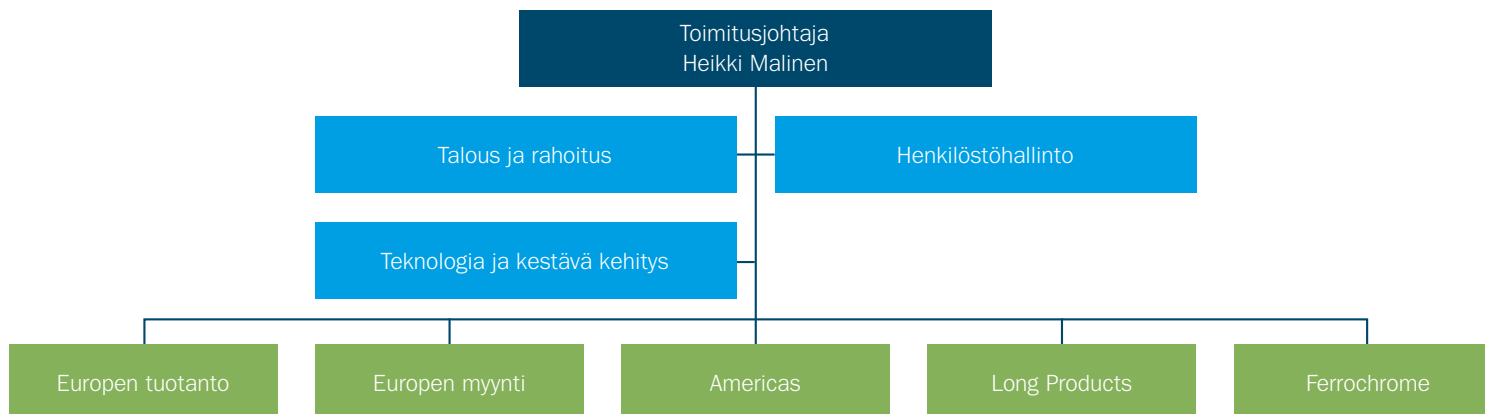 Toimitusjohtaja
Heikki Malinen
Talous ja rahoitus
Henkilöstöhallinto
Teknologia ja kestävä kehitys
Europen tuotanto
Europen myynti
Americas
Long Products
Ferrochrome